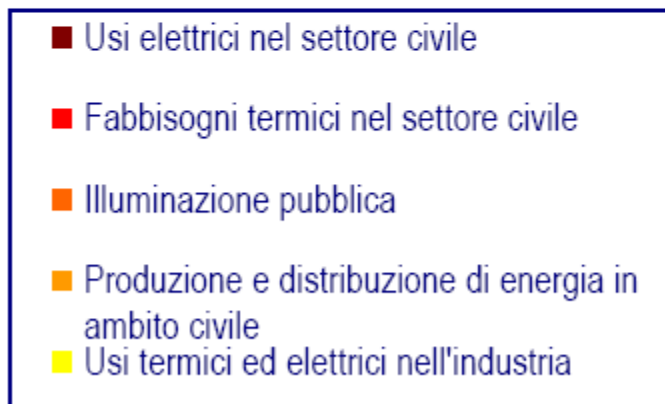 Usi elettrici nel settore civile
Fabbisogni termici nel settore civile
Illuminazione pubblica
Produzione e distribuzione di energia in
ambito civile
Usi termici ed elettrici nell'industria